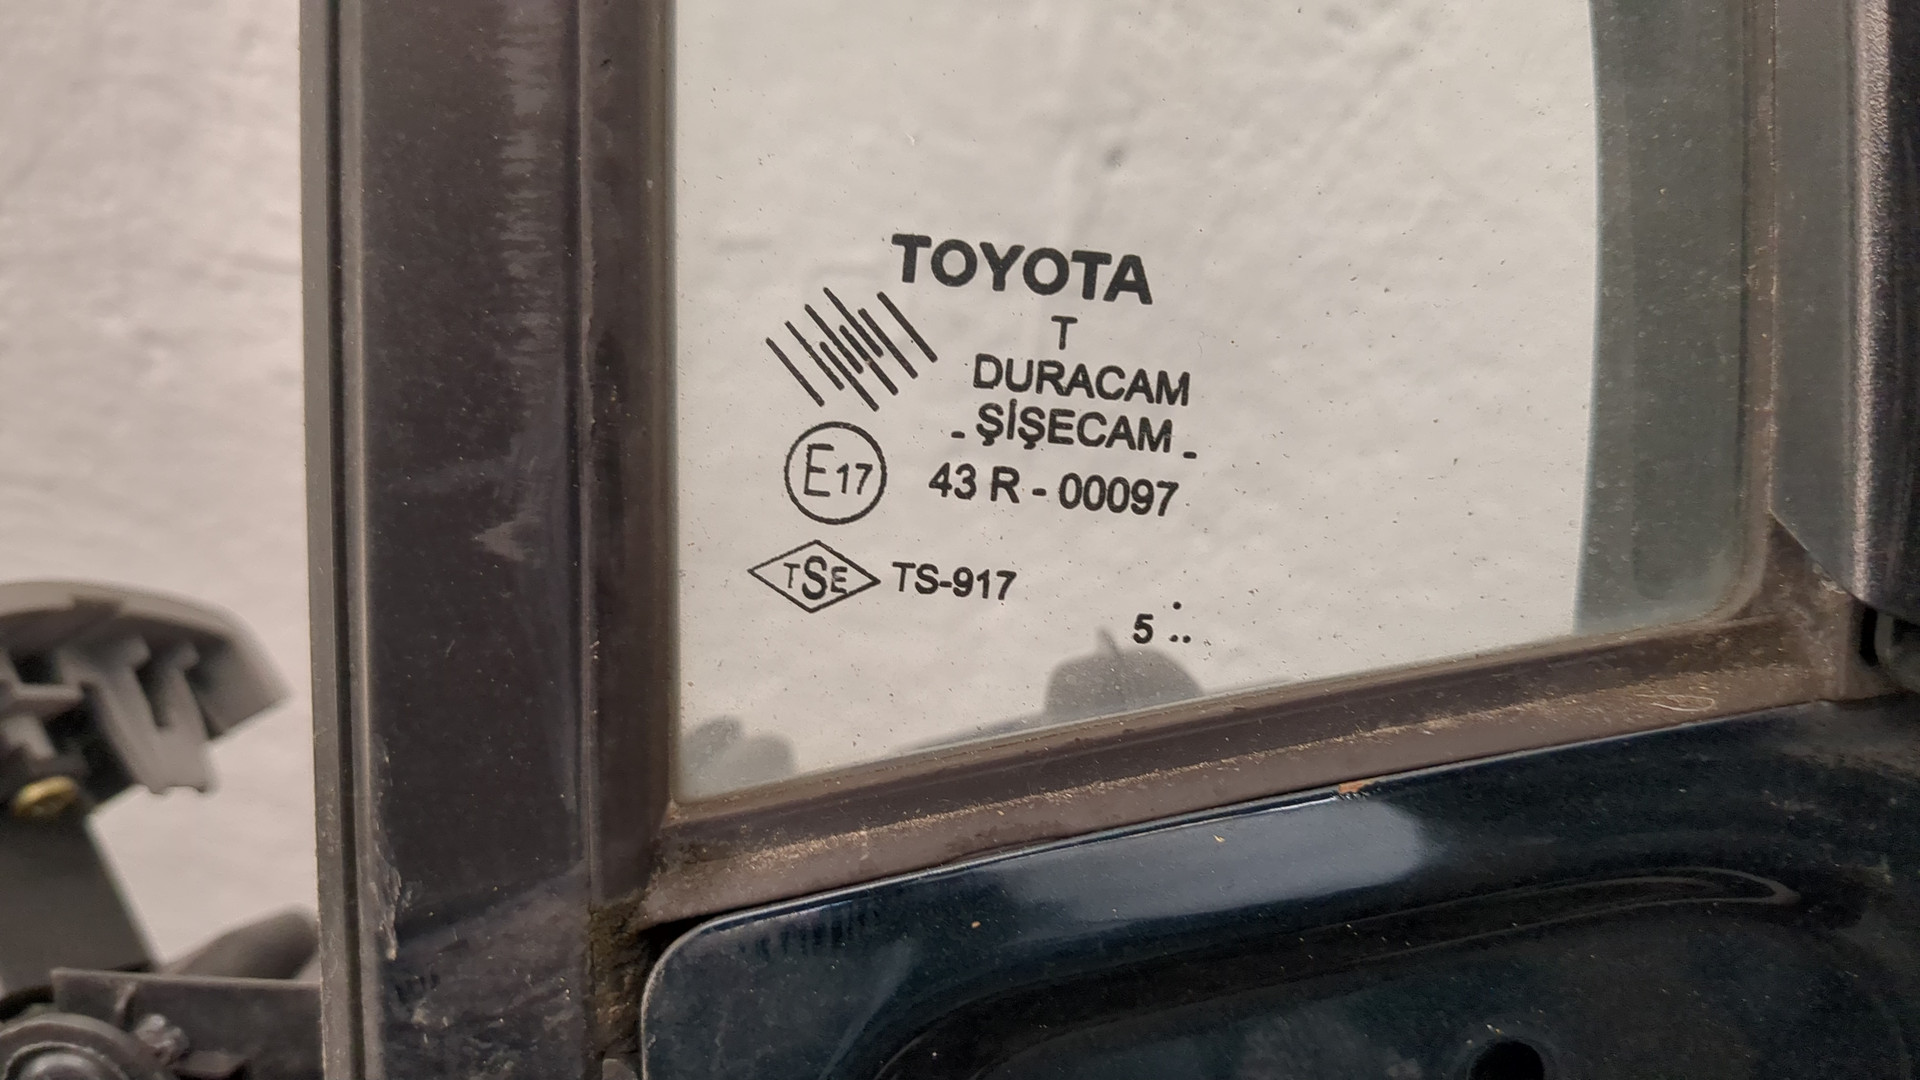 TOYOTA
T
DURACAM
- ŞİŞECAM -
E17 43 R - 00097
TSE TS-917
5 ∴